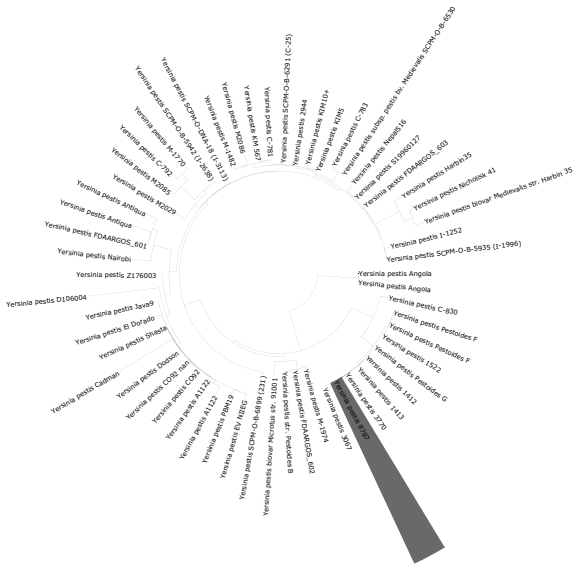 Yersinia pestis SCPM-O-B-6291 (C-25)
Yersinia pestis 2944
Yersinia pestis KIM10+
Yersinia pestis KIM5
Yersinia pestis C-783
Yersinia pestis subsp. pestis bv. Medievalis SCPM-O-B-6530
Yersinia pestis Nepal516
Yersinia pestis S19960127
Yersinia pestis FDAARGOS_603
Yersinia pestis Harbin35
Yersinia pestis Nicholisk 41
Yersinia pestis biovar Medievalis str. Harbin 35
Yersinia pestis I-1252
Yersinia pestis SCPM-O-B-5935 (I-1996)
Yersinia pestis Angola
Yersinia pestis Angola
Yersinia pestis C-830
Yersinia pestis Pestoides F
Yersinia pestis Pestoides F
Yersinia pestis 1522
Yersinia pestis Pestoides G
Yersinia pestis 1412
Yersinia pestis 1413
Yersinia pestis 3770
Yersinia pestis 8787
Yersinia pestis 3067
Yersinia pestis M-1974
Yersinia pestis FDAARGOS_602
Yersinia pestis str. Pestoides B
Yersinia pestis biovar Microtus str. 91001
Yersinia pestis SCPM-O-B-6899 (231)
Yersinia pestis EV NIIEG
Yersinia pestis PBM19
Yersinia pestis A1122
Yersinia pestis A1122
Yersinia pestis CO92
Yersinia pestis CO92_nan
Yersinia pestis Dodson
Yersinia pestis Cadman
Yersinia pestis Shasta
Yersinia pestis El Dorado
Yersinia pestis Java9
Yersinia pestis D106004
Yersinia pestis Z176003
Yersinia pestis Nairobi
Yersinia pestis FDAARGOS_601
Yersinia pestis Antiqua
Yersinia pestis Antiqua
Yersinia pestis M2029
Yersinia pestis M2085
Yersinia pestis C-792
Yersinia pestis M-1770
Yersinia pestis SCPM-O-B-5942 (I-2638)
Yersinia pestis SCPM-O-DNA-18 (I-3113)
Yersinia pestis M-1482
Yersinia pestis M2086
Yersinia pestis KM 567
Yersinia pestis C-781